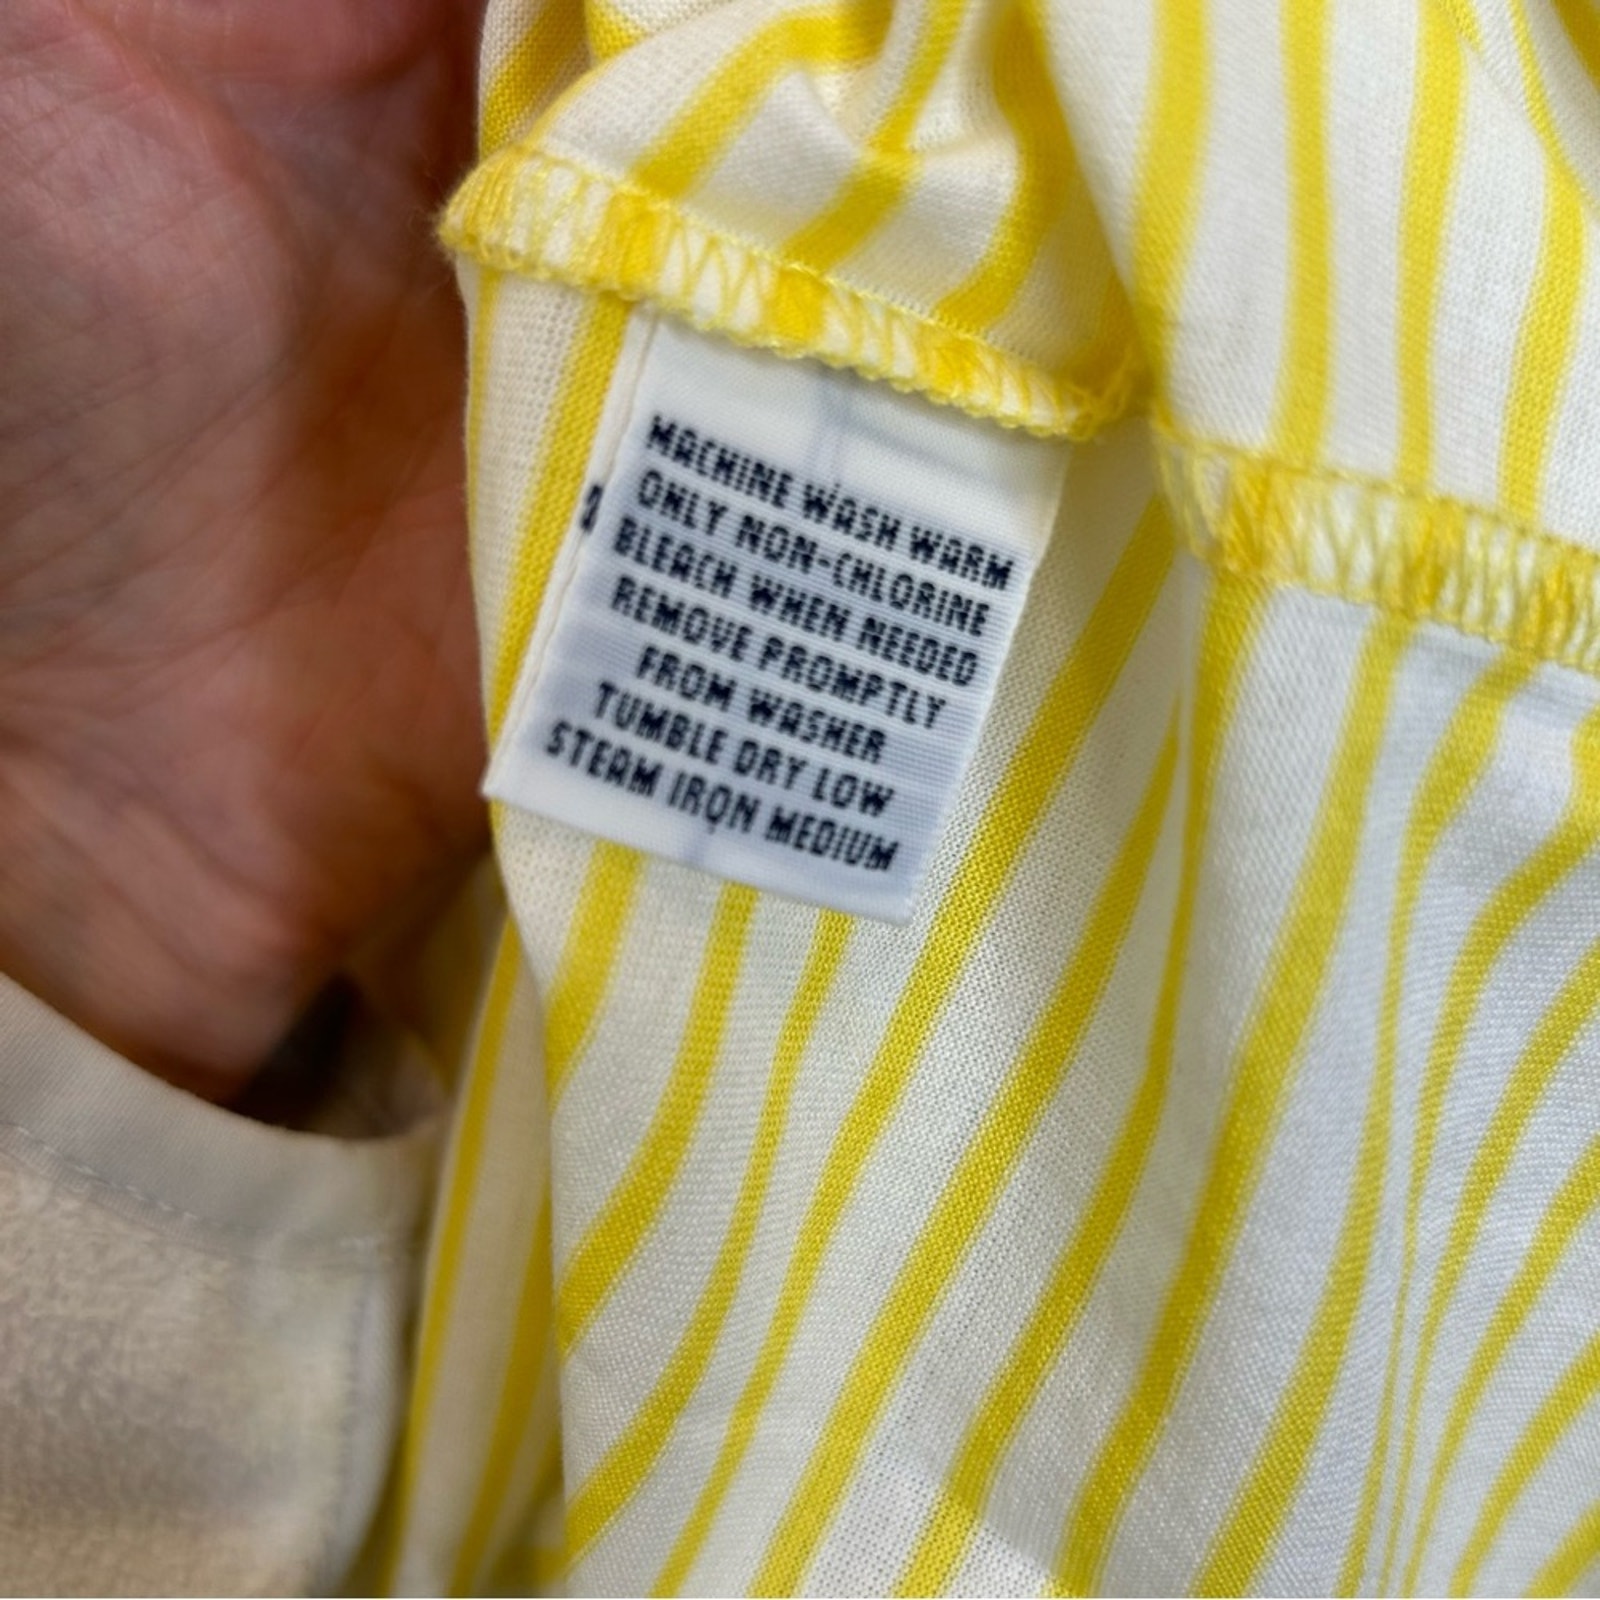 MACHINE WASH WARM
ONLY NON-CHLORINE
BLEACH WHEN NEEDED
REMOVE PROMPTLY
FROM WASHER
TUMBLE DRY LOW
STEAM IRON MEDIUM